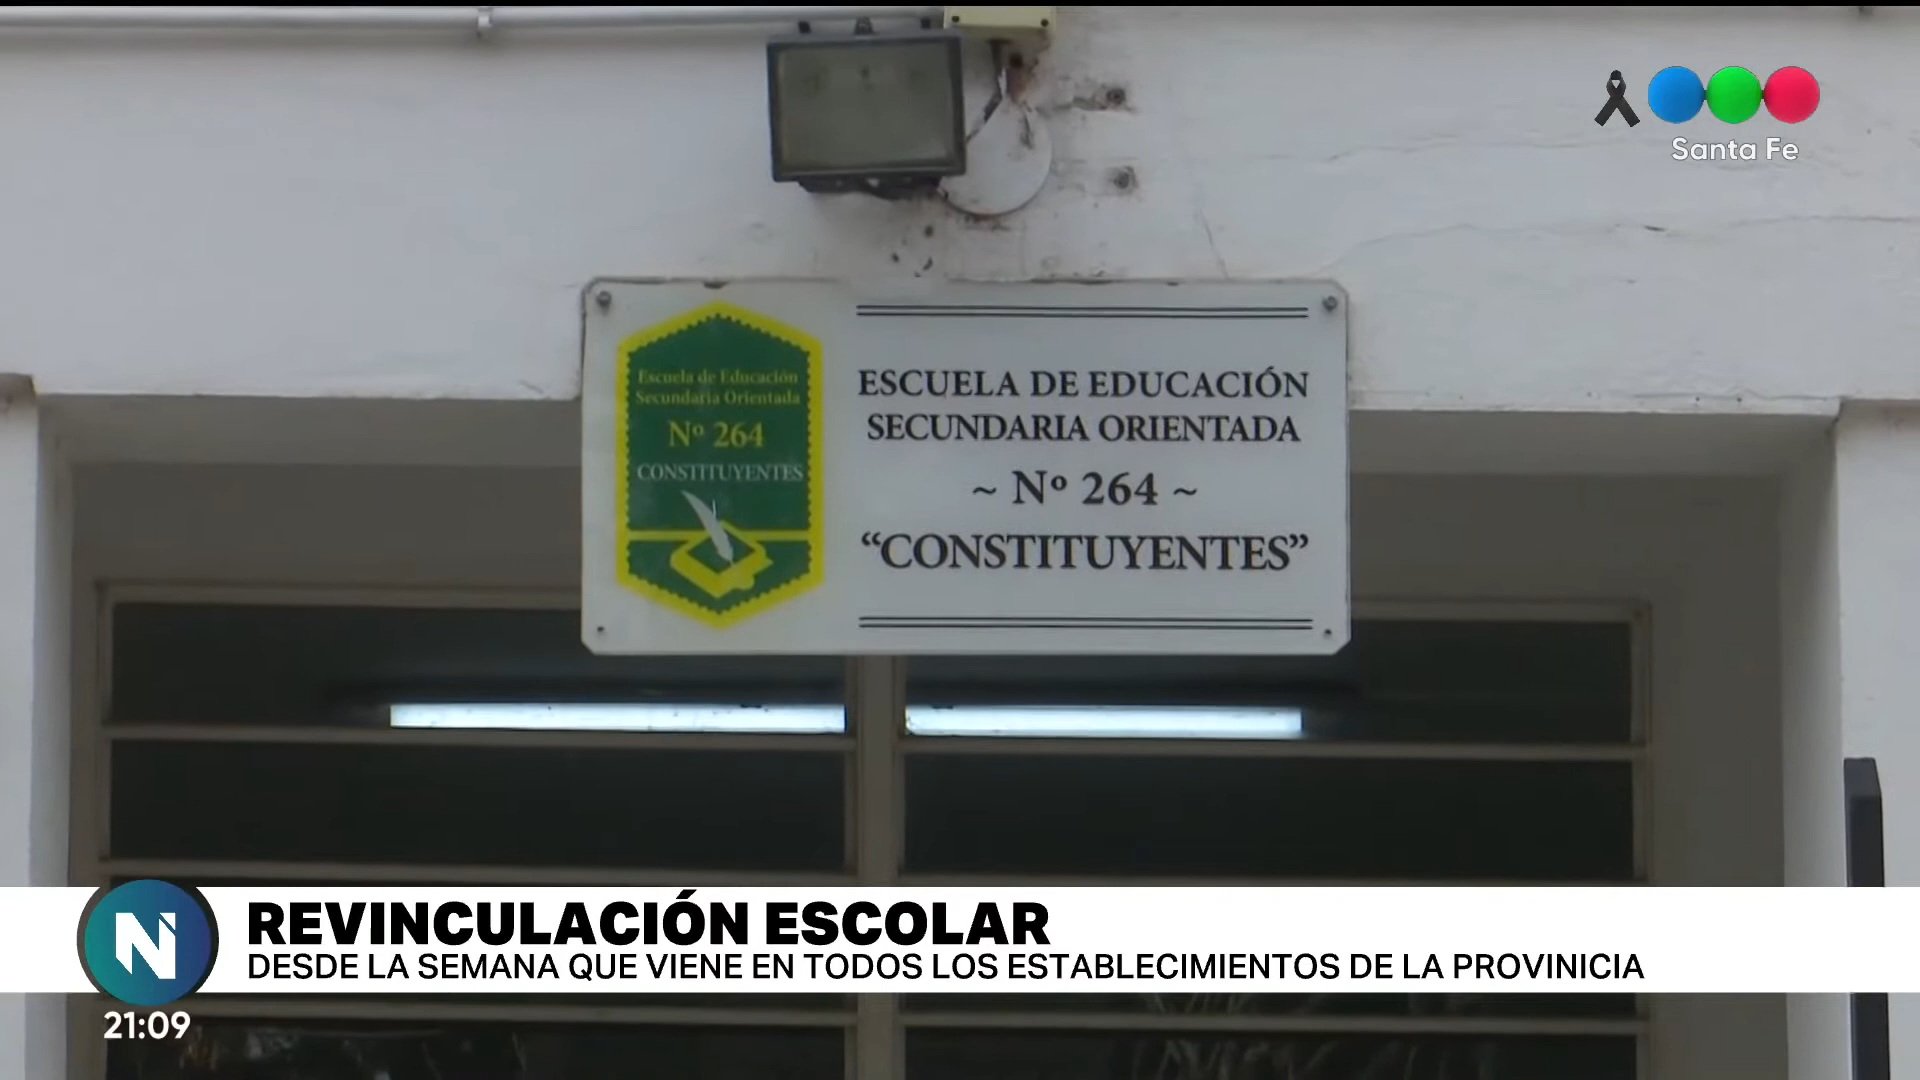 Santa Fe
Escuela de Educación
Secundaria Orientada
Nº 264
CONSTITUYENTES
ESCUELA DE EDUCACIÓN
SECUNDARIA ORIENTADA
~ Nº 264 ~
“CONSTITUYENTES”
N
REVINCULACIÓN ESCOLAR
DESDE LA SEMANA QUE VIENE EN TODOS LOS ESTABLECIMIENTOS DE LA PROVINICIA
21:09